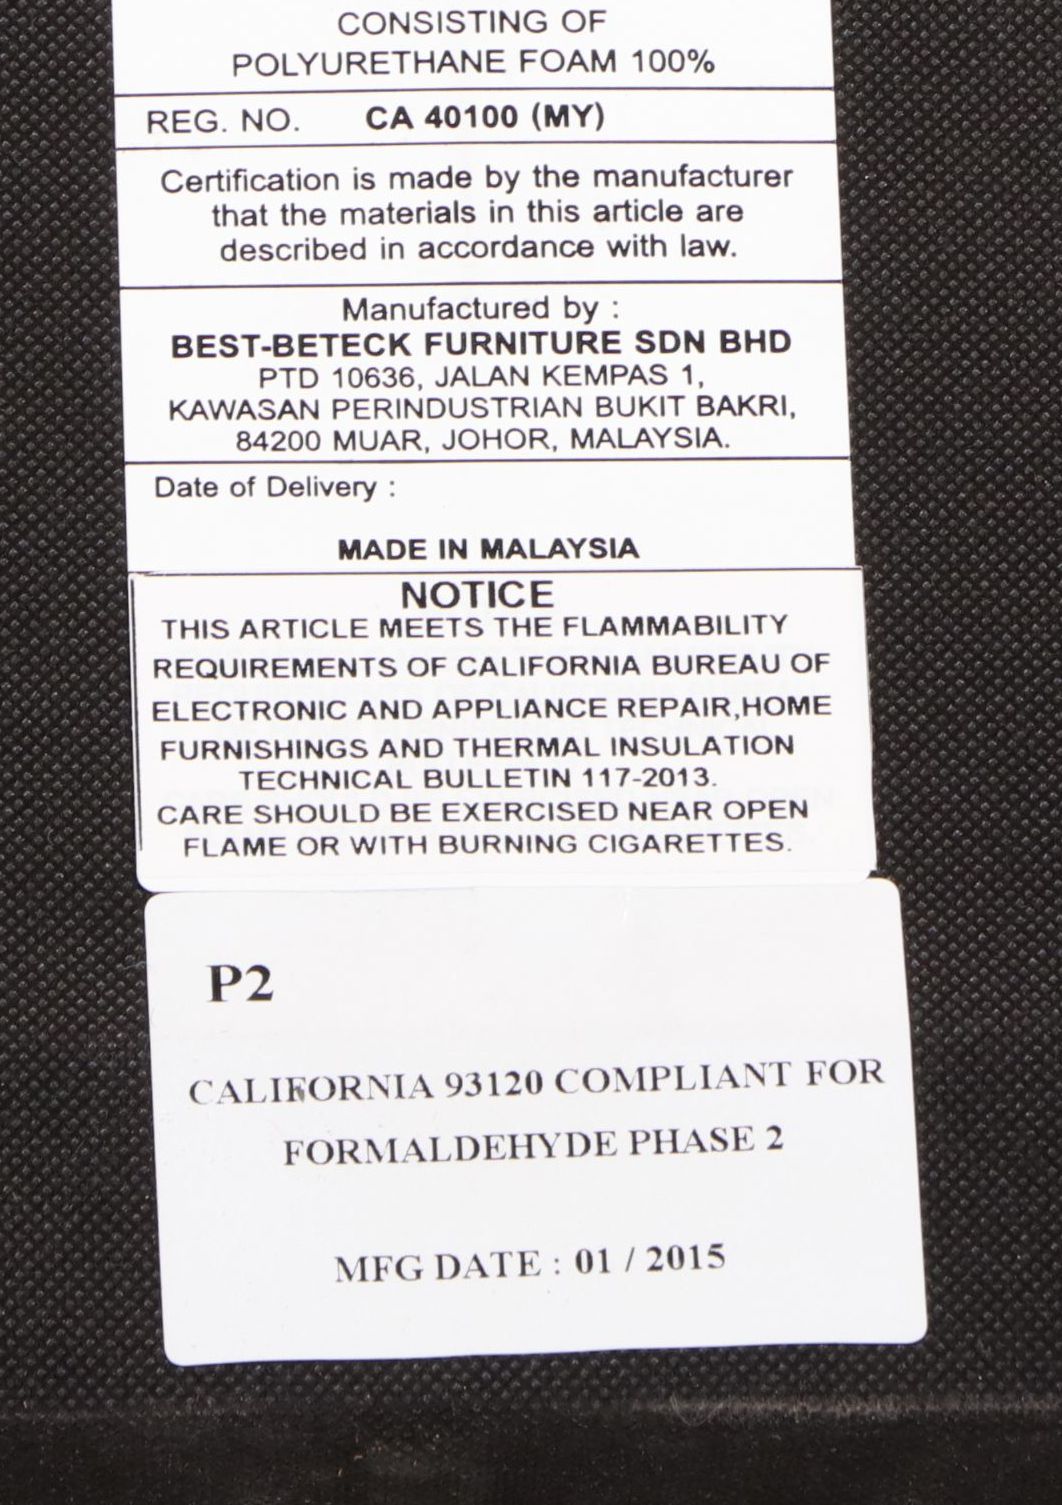 CONSISTING OF
POLYURETHANE FOAM 100%
REG. NO. CA 40100 (MY)
Certification is made by the manufacturer
that the materials in this article are
described in accordance with law.
Manufactured by :
BEST-BETECK FURNITURE SDN BHD
PTD 10636, JALAN KEMPAS 1,
KAWASAN PERINDUSTRIAN BUKIT BAKRI,
84200 MUAR, JOHOR, MALAYSIA.
Date of Delivery :
MADE IN MALAYSIA
NOTICE
THIS ARTICLE MEETS THE FLAMMABILITY
REQUIREMENTS OF CALIFORNIA BUREAU OF
ELECTRONIC AND APPLIANCE REPAIR,HOME
FURNISHINGS AND THERMAL INSULATION
TECHNICAL BULLETIN 117-2013.
CARE SHOULD BE EXERCISED NEAR OPEN
FLAME OR WITH BURNING CIGARETTES.
P2
CALIFORNIA 93120 COMPLIANT FOR
FORMALDEHYDE PHASE 2
MFG DATE : 01 / 2015